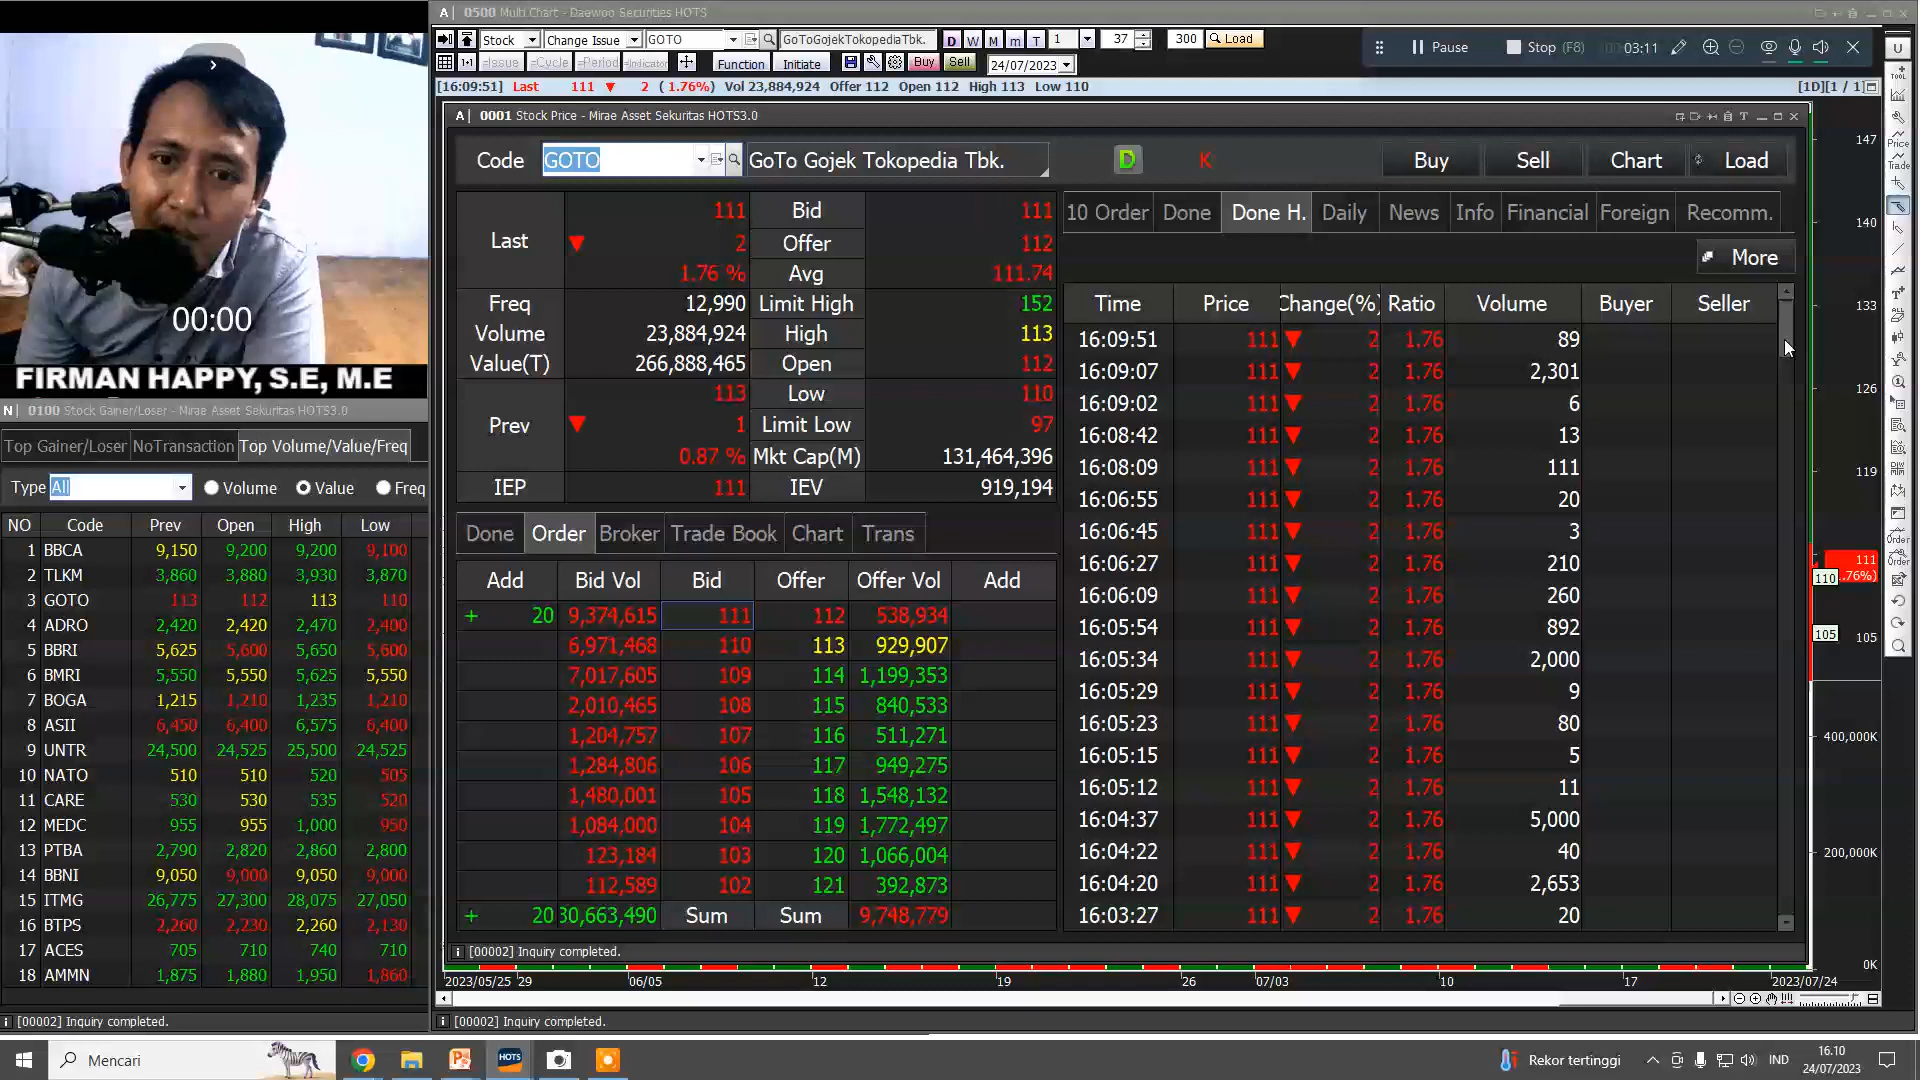 A 0500 Multi Chart - Daewoo Securities HOTS
Stock Change Issue GOTO GoToGojekTokopediaTbk. D W M m T 1 37 300 Load
+Issue +Cycle +Period +Indicator Function Initiate Buy Sell 24/07/2023
Pause Stop (F8) 03:11
[16:09:51] Last 111 ▼ 2 ( 1.76%) Vol 23,884,924 Offer 112 Open 112 High 113 Low 110 [1D][1 / 1]
00:00
FIRMAN HAPPY, S.E, M.E
N 0100 Stock Gainer/Loser - Mirae Asset Sekuritas HOTS3.0
Top Gainer/Loser NoTransaction Top Volume/Value/Freq
Type All Volume Value Freq
NO Code Prev Open High Low
1 BBCA 9,150 9,200 9,200 9,100
2 TLKM 3,860 3,880 3,930 3,870
3 GOTO 113 112 113 110
4 ADRO 2,420 2,420 2,470 2,400
5 BBRI 5,625 5,600 5,650 5,600
6 BMRI 5,550 5,550 5,625 5,550
7 BOGA 1,215 1,210 1,235 1,210
8 ASII 6,450 6,400 6,575 6,400
9 UNTR 24,500 24,525 25,500 24,525
10 NATO 510 510 520 505
11 CARE 530 530 535 520
12 MEDC 955 955 1,000 950
13 PTBA 2,790 2,820 2,860 2,800
14 BBNI 9,050 9,000 9,050 9,000
15 ITMG 26,775 27,300 28,075 27,050
16 BTPS 2,260 2,230 2,260 2,130
17 ACES 705 710 740 710
18 AMMN 1,875 1,880 1,950 1,860
[00002] Inquiry completed.
A 0001 Stock Price - Mirae Asset Sekuritas HOTS3.0
Code GOTO GoTo Gojek Tokopedia Tbk. D K Buy Sell Chart Load
Last 111 Bid 111
▼ 2 Offer 112
1.76 % Avg 111.74
Freq 12,990 Limit High 152
Volume 23,884,924 High 113
Value(T) 266,888,465 Open 112
Prev 113 Low 110
▼ 1 Limit Low 97
0.87 % Mkt Cap(M) 131,464,396
IEP 111 IEV 919,194
Done Order Broker Trade Book Chart Trans
Add Bid Vol Bid Offer Offer Vol Add
+ 20 9,374,615 111 112 538,934
6,971,468 110 113 929,907
7,017,605 109 114 1,199,353
2,010,465 108 115 840,533
1,204,757 107 116 511,271
1,284,806 106 117 949,275
1,480,001 105 118 1,548,132
1,084,000 104 119 1,772,497
123,184 103 120 1,066,004
112,589 102 121 392,873
+ 20 30,663,490 Sum Sum 9,748,779
[00002] Inquiry completed.
10 Order Done Done H. Daily News Info Financial Foreign Recomm.
More
Time Price Change(%) Ratio Volume Buyer Seller
16:09:51 111 ▼ 2 1.76 89
16:09:07 111 ▼ 2 1.76 2,301
16:09:02 111 ▼ 2 1.76 6
16:08:42 111 ▼ 2 1.76 13
16:08:09 111 ▼ 2 1.76 111
16:06:55 111 ▼ 2 1.76 20
16:06:45 111 ▼ 2 1.76 3
16:06:27 111 ▼ 2 1.76 210
16:06:09 111 ▼ 2 1.76 260
16:05:54 111 ▼ 2 1.76 892
16:05:34 111 ▼ 2 1.76 2,000
16:05:29 111 ▼ 2 1.76 9
16:05:23 111 ▼ 2 1.76 80
16:05:15 111 ▼ 2 1.76 5
16:05:12 111 ▼ 2 1.76 11
16:04:37 111 ▼ 2 1.76 5,000
16:04:22 111 ▼ 2 1.76 40
16:04:20 111 ▼ 2 1.76 2,653
16:03:27 111 ▼ 2 1.76 20
147
140
133
126
119
111
110 .76%)
105 105
400,000K
200,000K
0K
U
TOOL
Price
Trade
Order
Order
2023/05/25 29 06/05 12 19 26 07/03 10 17 2023/07/24
[00002] Inquiry completed.
Mencari HOTS Rekor tertinggi IND 16.10
24/07/2023